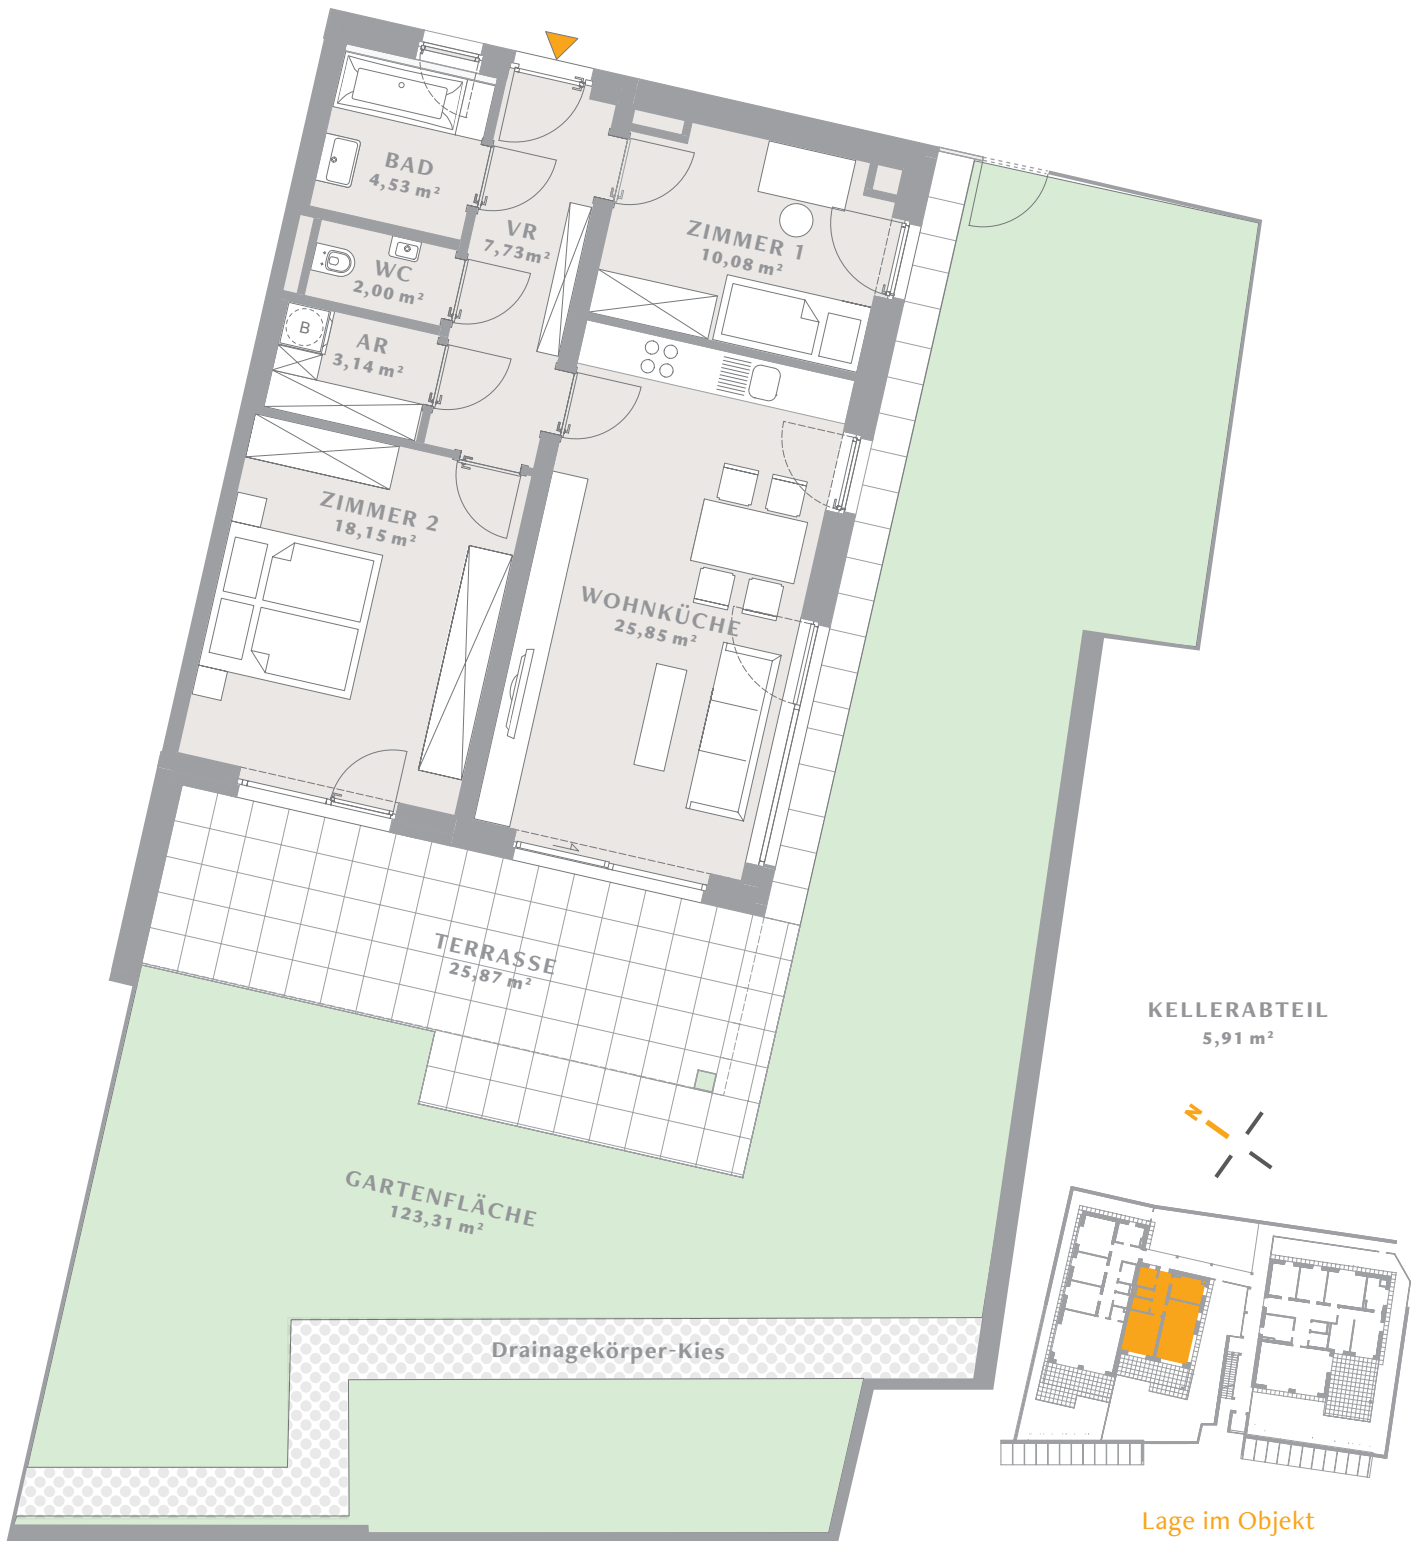 BAD
4,53 m²
VR
7,73m²
ZIMMER 1
10,08 m²
WC
2,00 m²
B
AR
3,14 m²
ZIMMER 2
18,15 m²
WOHNKÜCHE
25,85 m²
TERRASSE
25,87 m²
KELLERABTEIL
5,91 m²
N
GARTENFLÄCHE
123,31 m²
Drainagekörper-Kies
Lage im Objekt